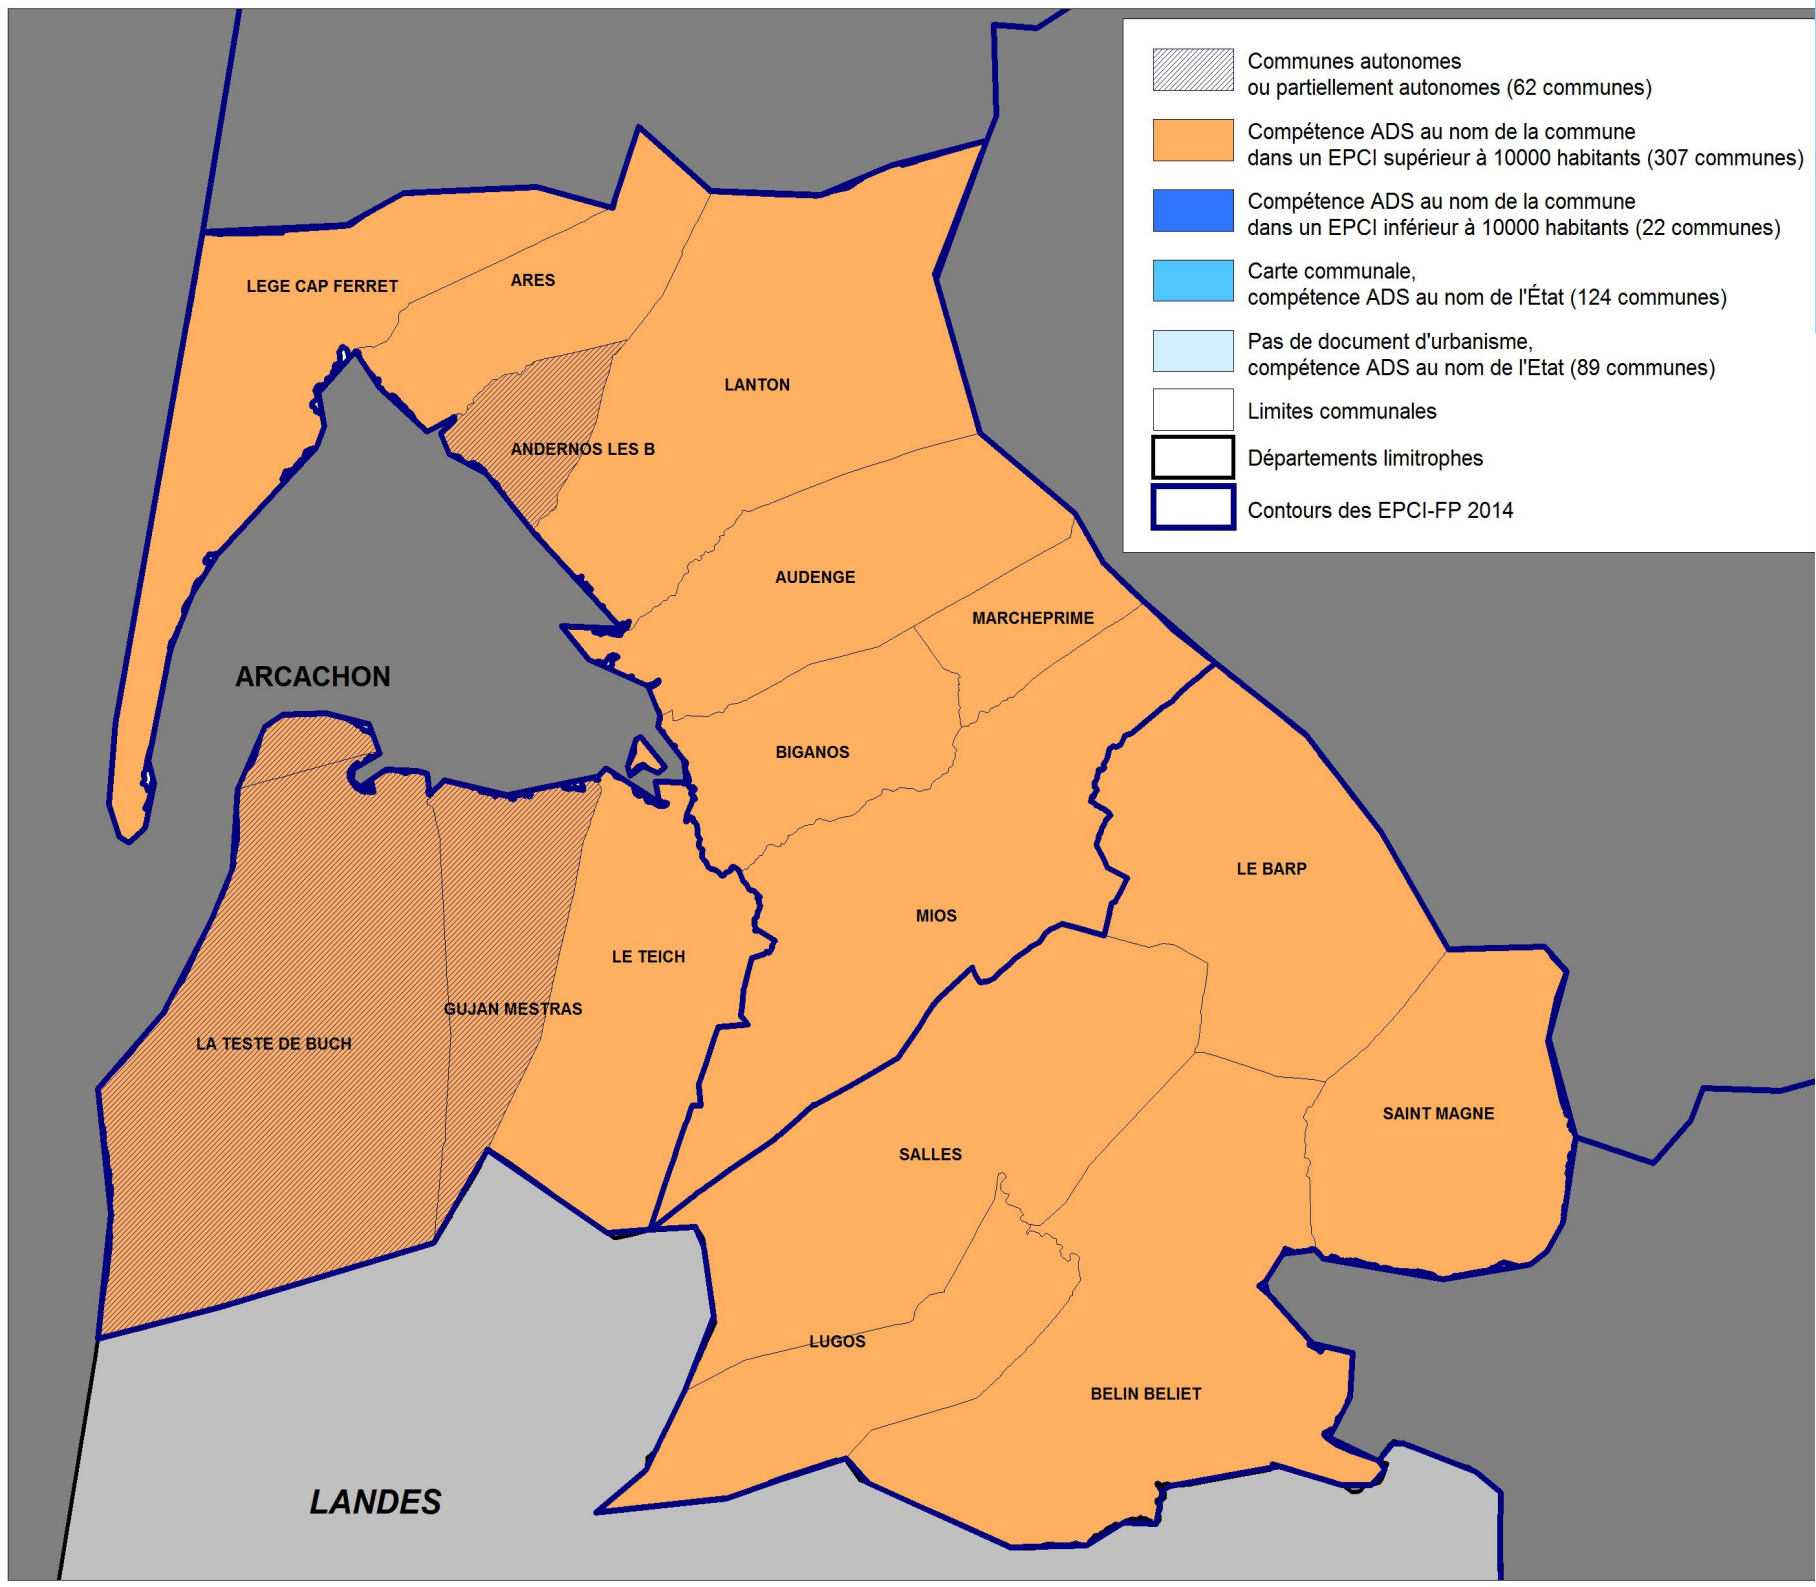 Communes autonomes
ou partiellement autonomes (62 communes)
Compétence ADS au nom de la commune
dans un EPCI supérieur à 10000 habitants (307 communes)
Compétence ADS au nom de la commune
dans un EPCI inférieur à 10000 habitants (22 communes)
Carte communale,
compétence ADS au nom de l'État (124 communes)
Pas de document d'urbanisme,
compétence ADS au nom de l'Etat (89 communes)
Limites communales
Départements limitrophes
Contours des EPCI-FP 2014
LEGE CAP FERRET
ARES
LANTON
ANDERNOS LES B
AUDENGE
MARCHEPRIME
ARCACHON
BIGANOS
LE BARP
MIOS
LE TEICH
GUJAN MESTRAS
LA TESTE DE BUCH
SAINT MAGNE
SALLES
LUGOS
BELIN BELIET
LANDES